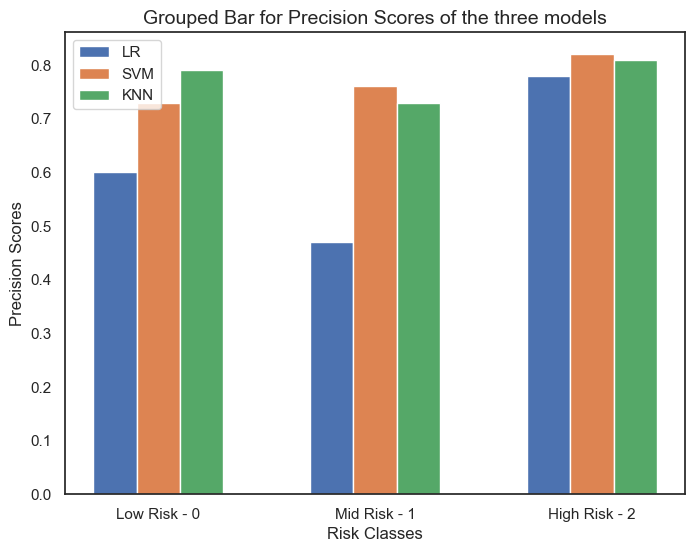 Grouped Bar for Precision Scores of the three models
LR
SVM
KNN
Precision Scores
0.8
0.7
0.6
0.5
0.4
0.3
0.2
0.1
0.0
Low Risk - 0
Mid Risk - 1
High Risk - 2
Risk Classes